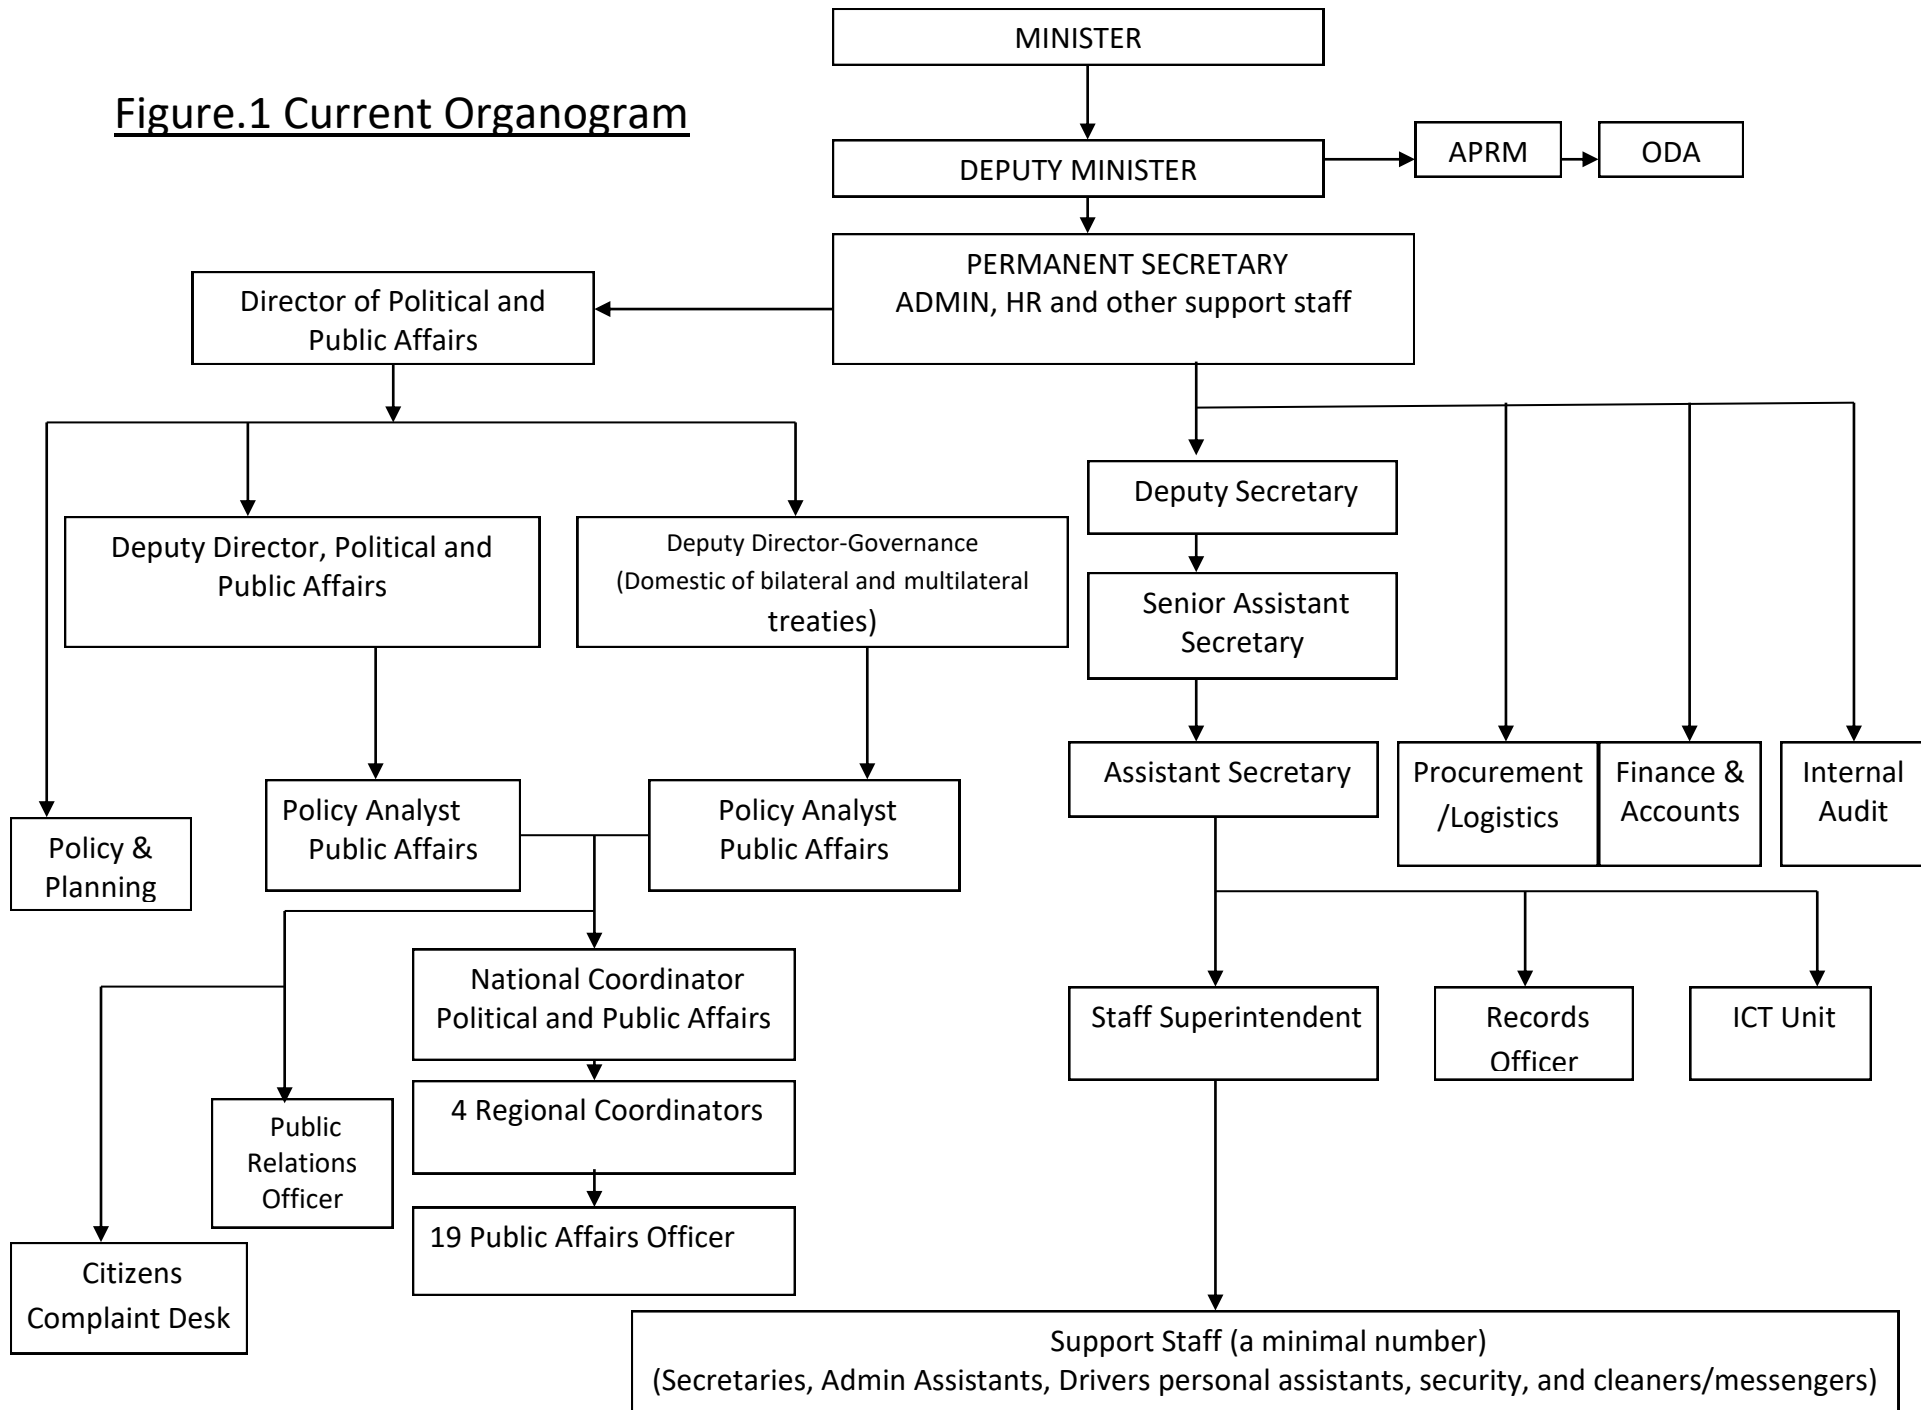 MINISTER
Figure.1 Current Organogram
DEPUTY MINISTER
APRM
ODA
PERMANENT SECRETARY
ADMIN, HR and other support staff
Director of Political and
Public Affairs
Deputy Secretary
Deputy Director, Political and
Public Affairs
Deputy Director-Governance
(Domestic of bilateral and multilateral
treaties)
Senior Assistant
Secretary
Assistant Secretary
Procurement
/Logistics
Finance &
Accounts
Internal
Audit
Policy &
Planning
Policy Analyst
Public Affairs
Policy Analyst
Public Affairs
National Coordinator
Political and Public Affairs
Staff Superintendent
Records
Officer
ICT Unit
4 Regional Coordinators
Public
Relations
Officer
19 Public Affairs Officer
Citizens
Complaint Desk
Support Staff (a minimal number)
(Secretaries, Admin Assistants, Drivers personal assistants, security, and cleaners/messengers)